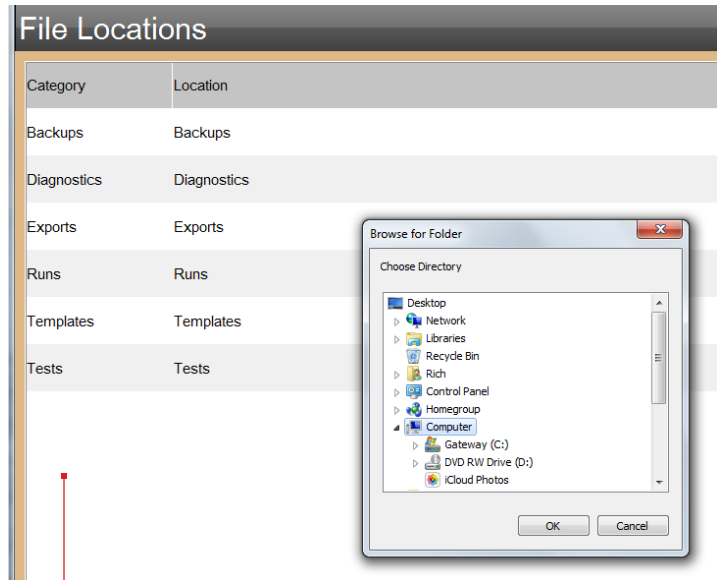 File Locations
Category Location
Backups Backups
Diagnostics Diagnostics
Exports Exports
Runs Runs
Templates Templates
Tests Tests
Browse for Folder
Choose Directory
Desktop
Network
Libraries
Recycle Bin
Rich
Control Panel
Homegroup
Computer
Gateway (C:)
DVD RW Drive (D:)
iCloud Photos
OK Cancel